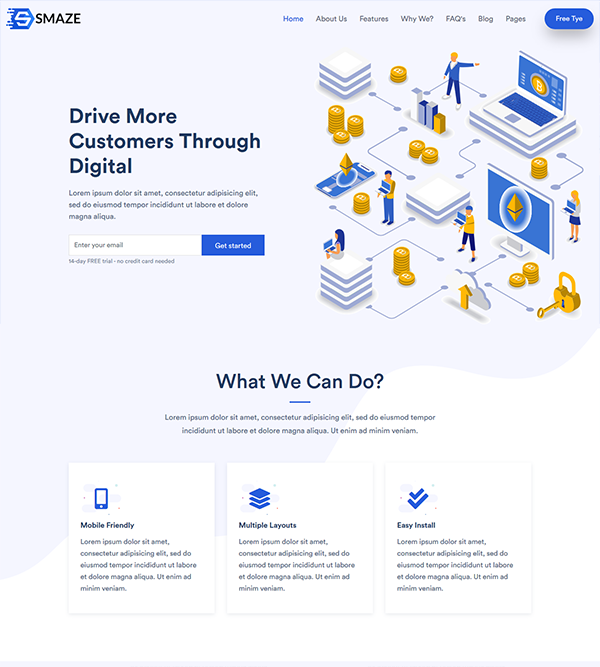 SMAZE
Home About Us Features Why We? FAQ's Blog Pages Free Tye
Drive More
Customers Through
Digital
Lorem ipsum dolor sit amet, consectetur adipisicing elit,
sed do eiusmod tempor incididunt ut labore et dolore
magna aliqua.
Enter your email
Get started
14-day FREE trial - no credit card needed
What We Can Do?
Lorem ipsum dolor sit amet, consectetur adipisicing elit, sed do eiusmod tempor
incididunt ut labore et dolore magna aliqua. Ut enim ad minim veniam.
Mobile Friendly
Lorem ipsum dolor sit amet,
consectetur adipisicing elit, sed do
eiusmod tempor incididunt ut labore
et dolore magna aliqua. Ut enim ad
minim veniam.
Multiple Layouts
Lorem ipsum dolor sit amet,
consectetur adipisicing elit, sed do
eiusmod tempor incididunt ut labore
et dolore magna aliqua. Ut enim ad
minim veniam.
Easy Install
Lorem ipsum dolor sit amet,
consectetur adipisicing elit, sed do
eiusmod tempor incididunt ut labore
et dolore magna aliqua. Ut enim ad
minim veniam.